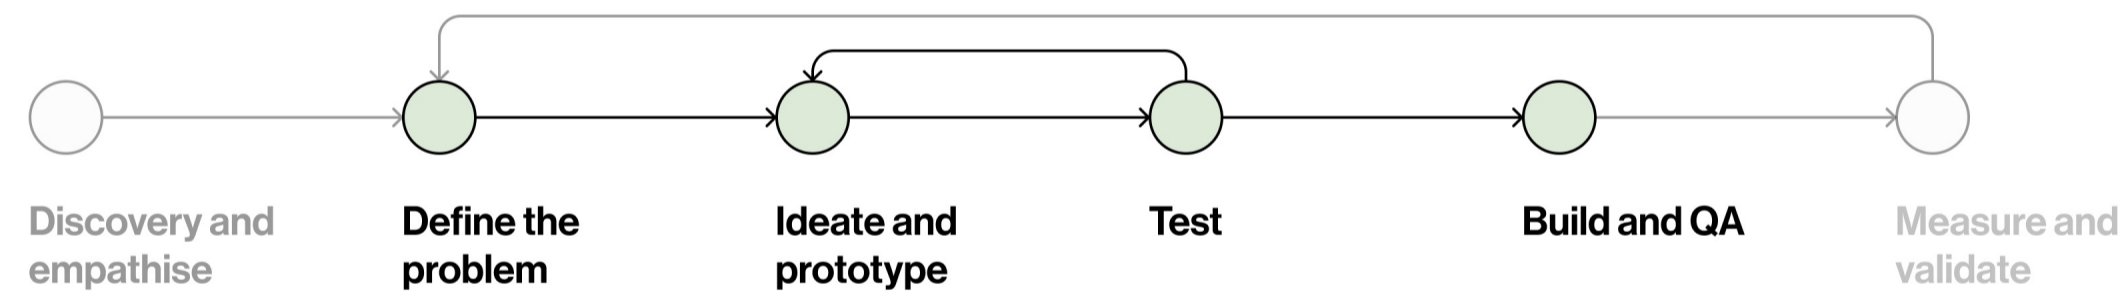 Discovery and
empathise
Define the
problem
Ideate and
prototype
Test
Build and QA
Measure and
validate